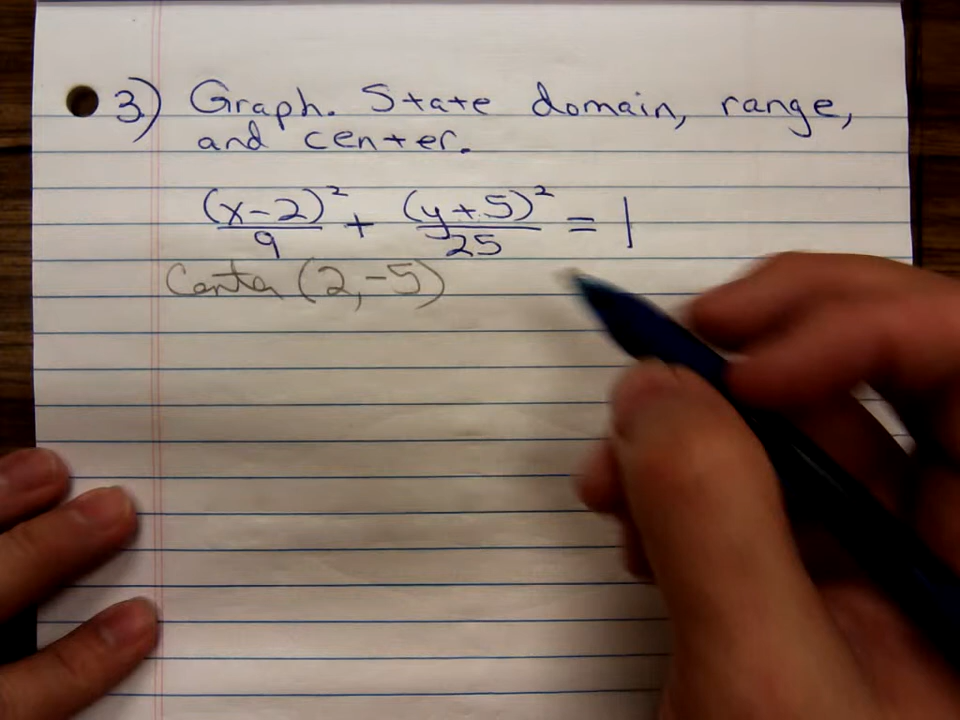 3.) Graph. State domain, range,
and center.
(x-2)²/9 + (y+5)²/25 = 1
Center (2,-5)